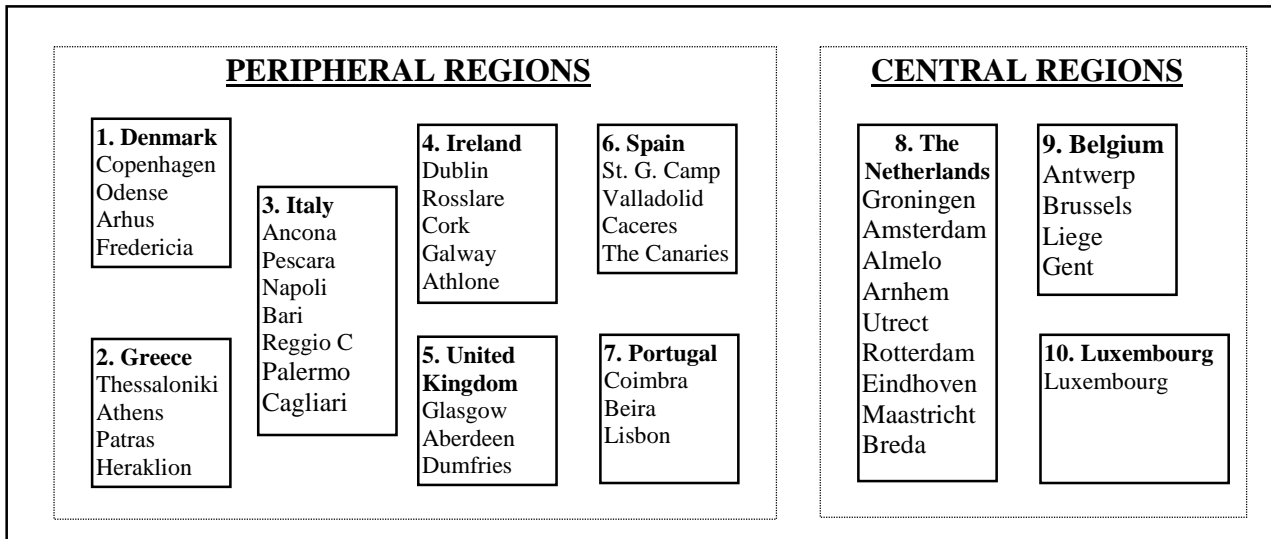 PERIPHERAL REGIONS
1. Denmark
Copenhagen
Odense
Arhus
Fredericia
2. Greece
Thessaloniki
Athens
Patras
Heraklion
3. Italy
Ancona
Pescara
Napoli
Bari
Reggio C
Palermo
Cagliari
4. Ireland
Dublin
Rosslare
Cork
Galway
Athlone
5. United
Kingdom
Glasgow
Aberdeen
Dumfries
6. Spain
St. G. Camp
Valladolid
Caceres
The Canaries
7. Portugal
Coimbra
Beira
Lisbon
CENTRAL REGIONS
8. The
Netherlands
Groningen
Amsterdam
Almelo
Arnhem
Utrect
Rotterdam
Eindhoven
Maastricht
Breda
9. Belgium
Antwerp
Brussels
Liege
Gent
10. Luxembourg
Luxembourg